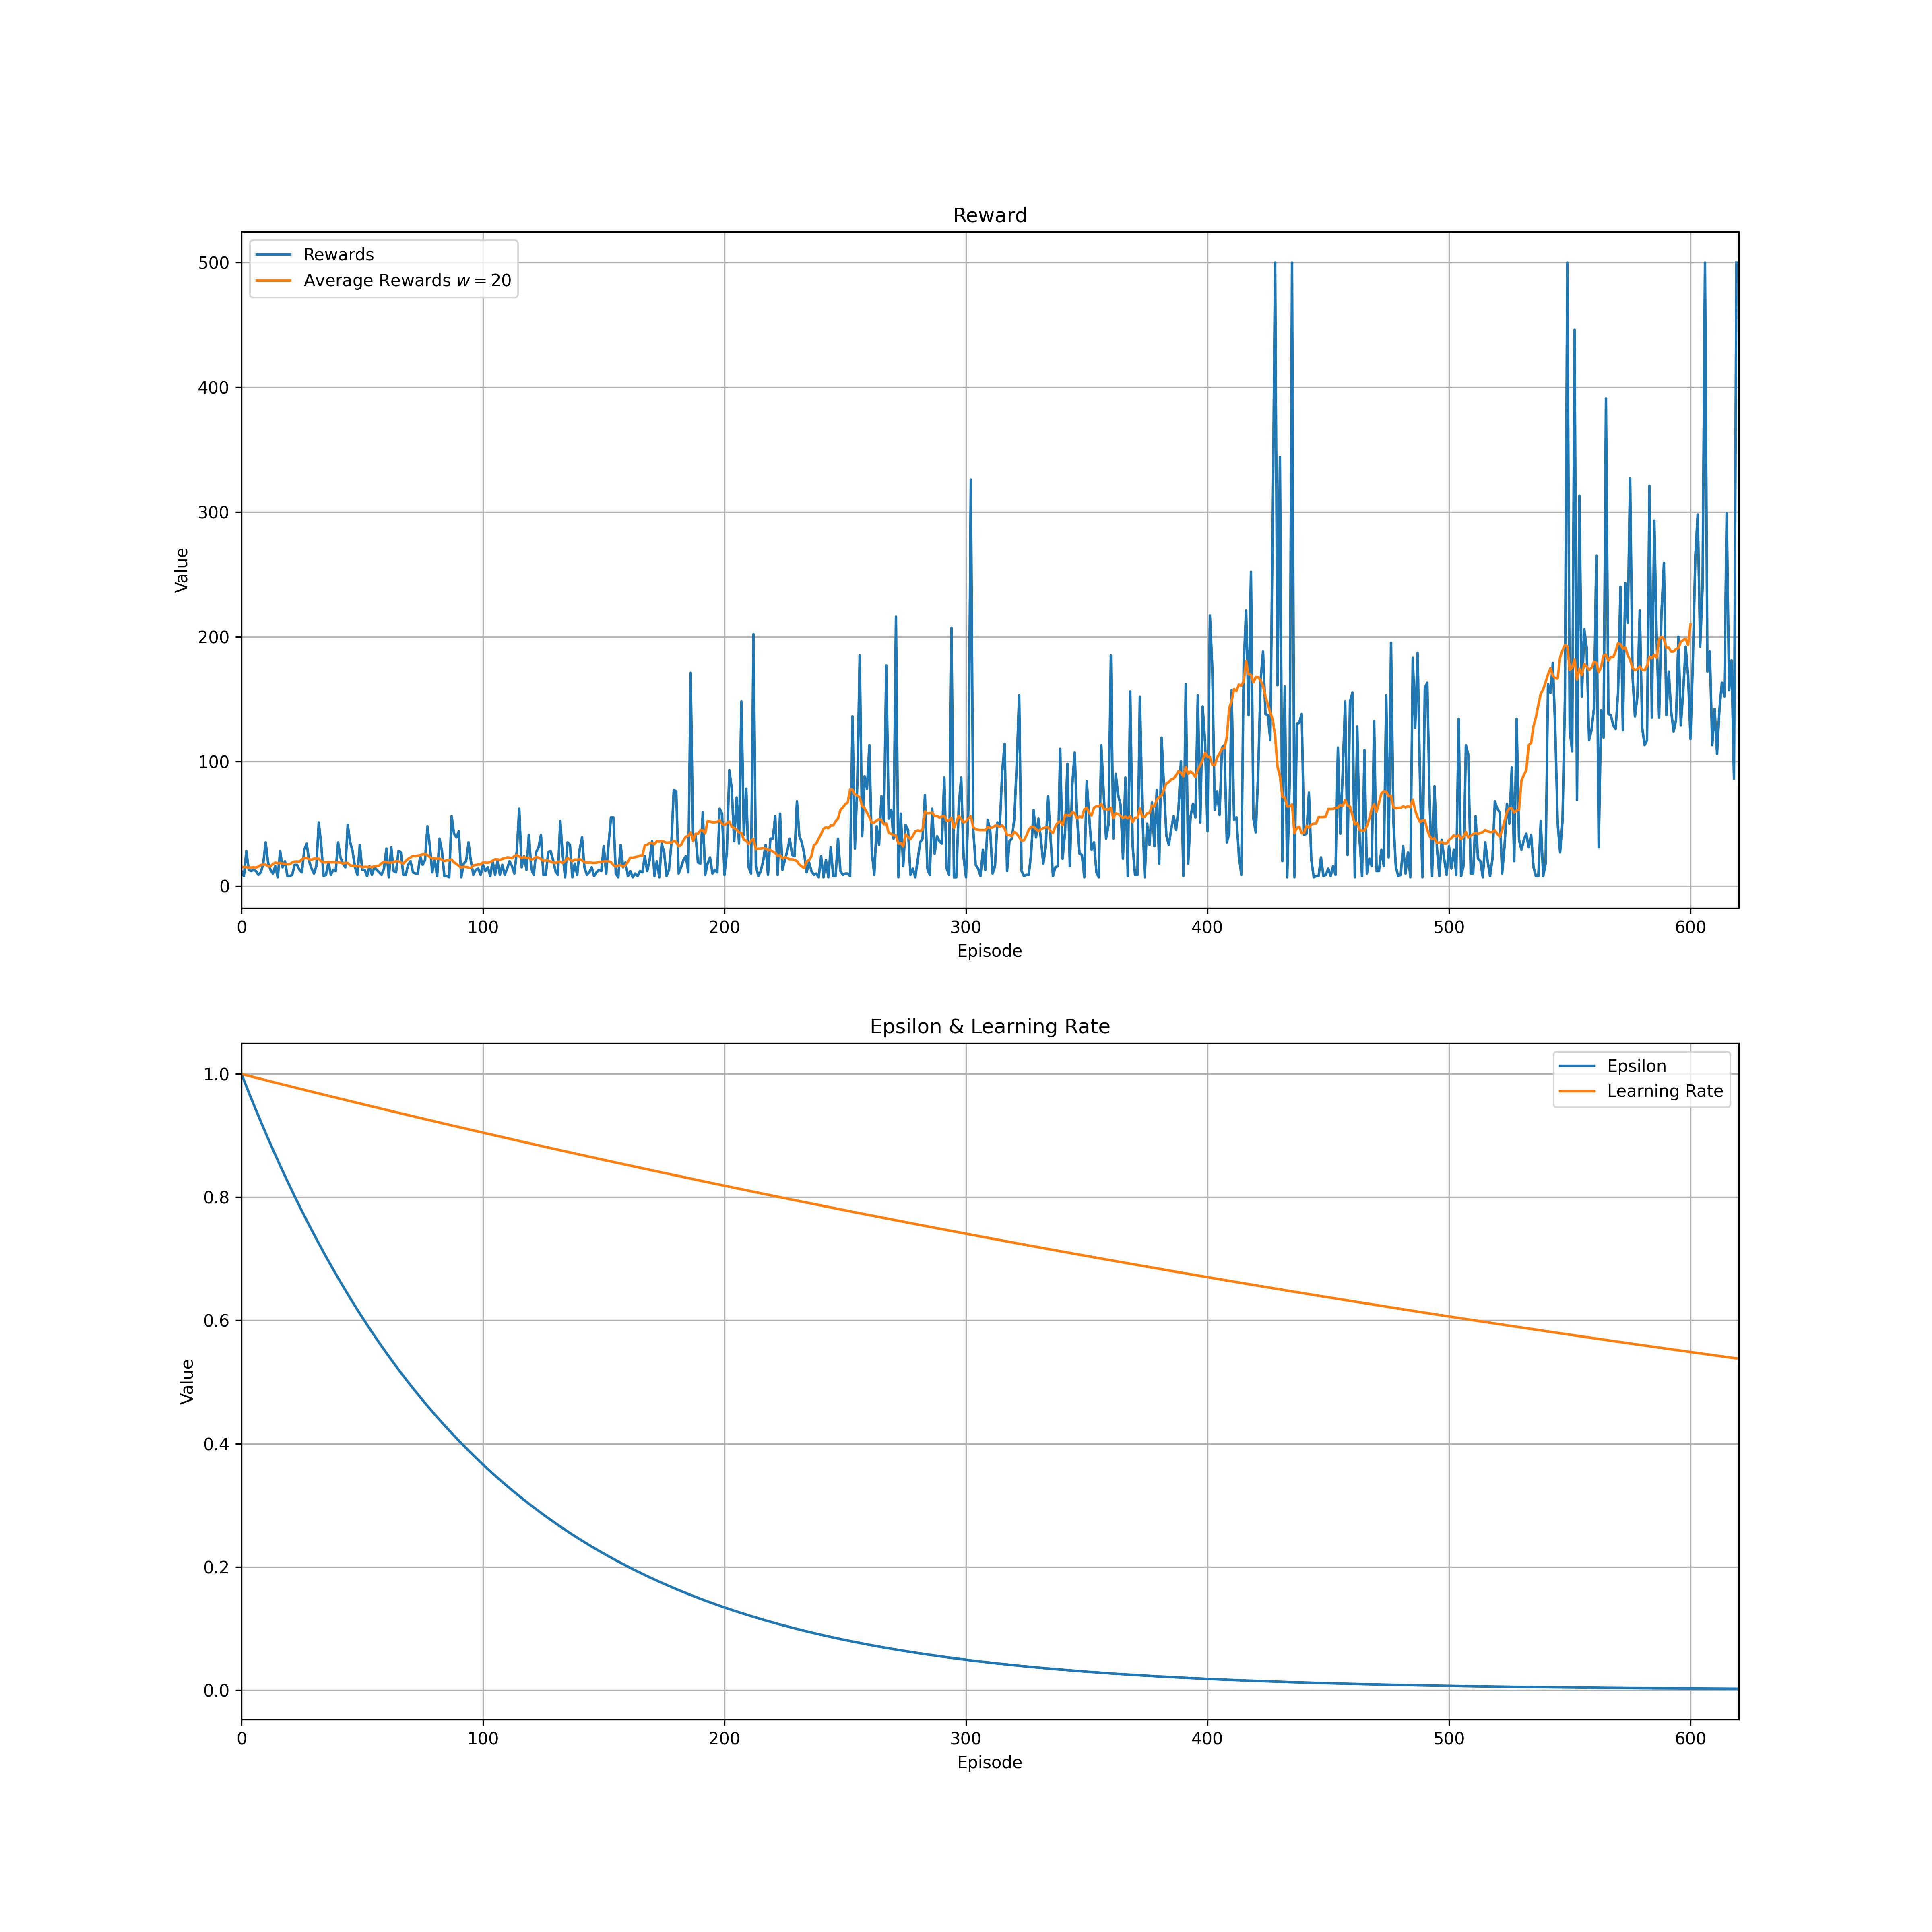 Reward
Rewards
Average Rewards w = 20
500
400
300
200
100
0
Value
0 100 200 300 400 500 600
Episode
Epsilon & Learning Rate
Epsilon
Learning Rate
1.0
0.8
0.6
0.4
0.2
0.0
Value
0 100 200 300 400 500 600
Episode